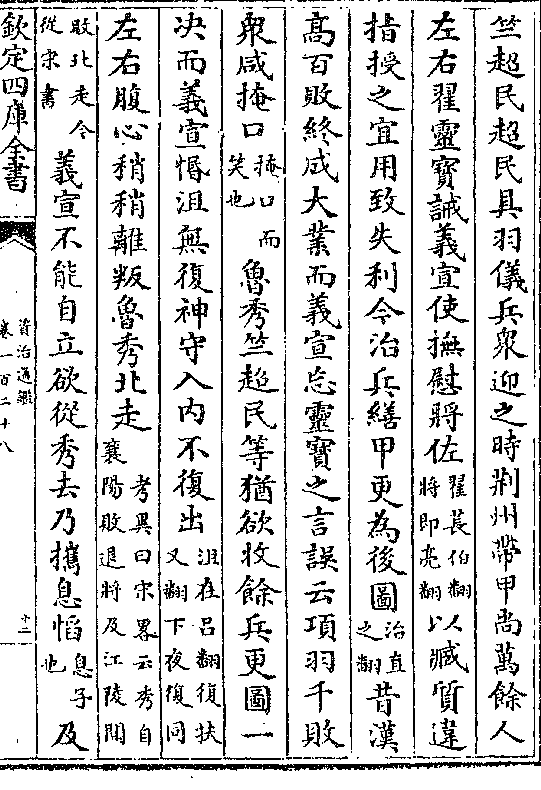 竺超民超民具羽儀兵衆迎之時荆州帶甲尚萬餘人
左右翟靈寳誡義宣使撫慰將佐翟萇伯翻將即亮翻以臧質違
指授之宜用致失利今治兵繕甲更為後圖治直之翻昔漢
髙百敗終成大業而義宣忘靈寳之言誤云項羽千敗
衆咸掩口掩口而笑也魯秀竺超民等猶欲收餘兵更圖一
决而義宣惛沮無復神守入内不復出沮在吕翻復扶又翻下夜復同
左右腹心稍稍離叛魯秀北走考異曰宋畧云秀自襄陽敗退將及江陵聞
敗北走今從宋書義宣不能自立欲從秀去乃攜息慆息子也及
欽定四庫全書
資治通鑑
卷一百二十八
十二